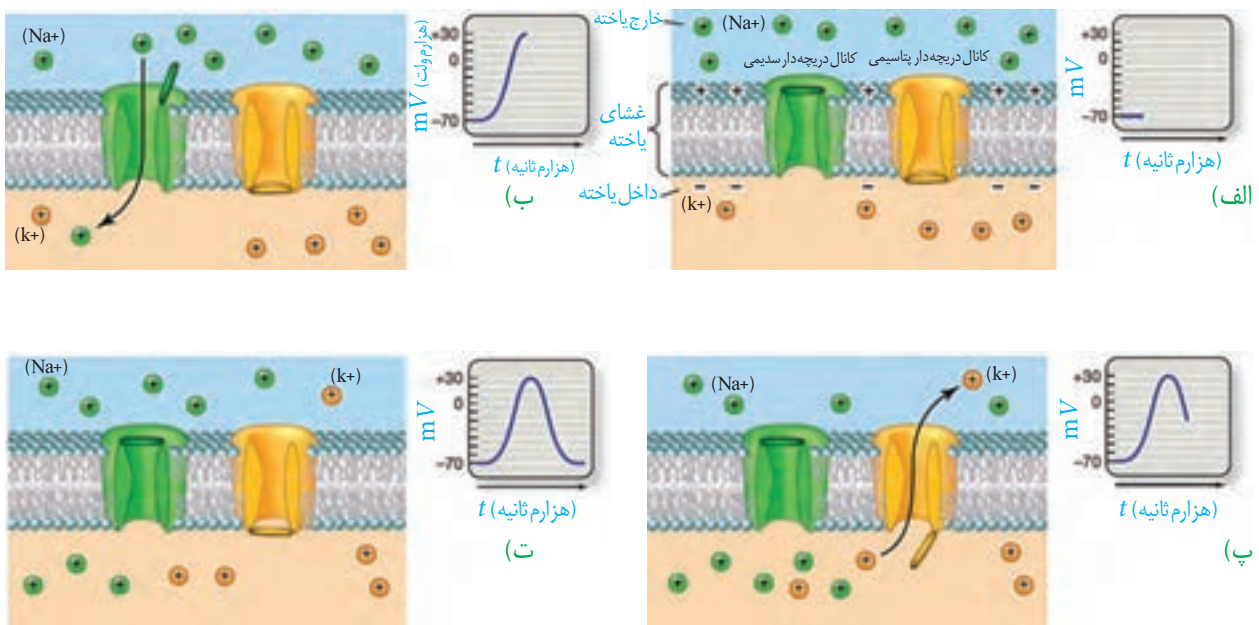 خارج یاخته
(Na+)
کانال دریچه‌دار سدیمی
کانال دریچه‌دار پتاسیمی
غشای
یاخته
داخل یاخته
(k+)
+30
0
-70
mV
t (هزارم ثانیه)
الف)
(Na+)
(k+)
+30
0
-70
mV (هزارم ولت)
t (هزارم ثانیه)
ب)
(Na+)
(k+)
+30
0
-70
mV
t (هزارم ثانیه)
پ)
(Na+)
(k+)
+30
0
-70
mV
t (هزارم ثانیه)
ت)